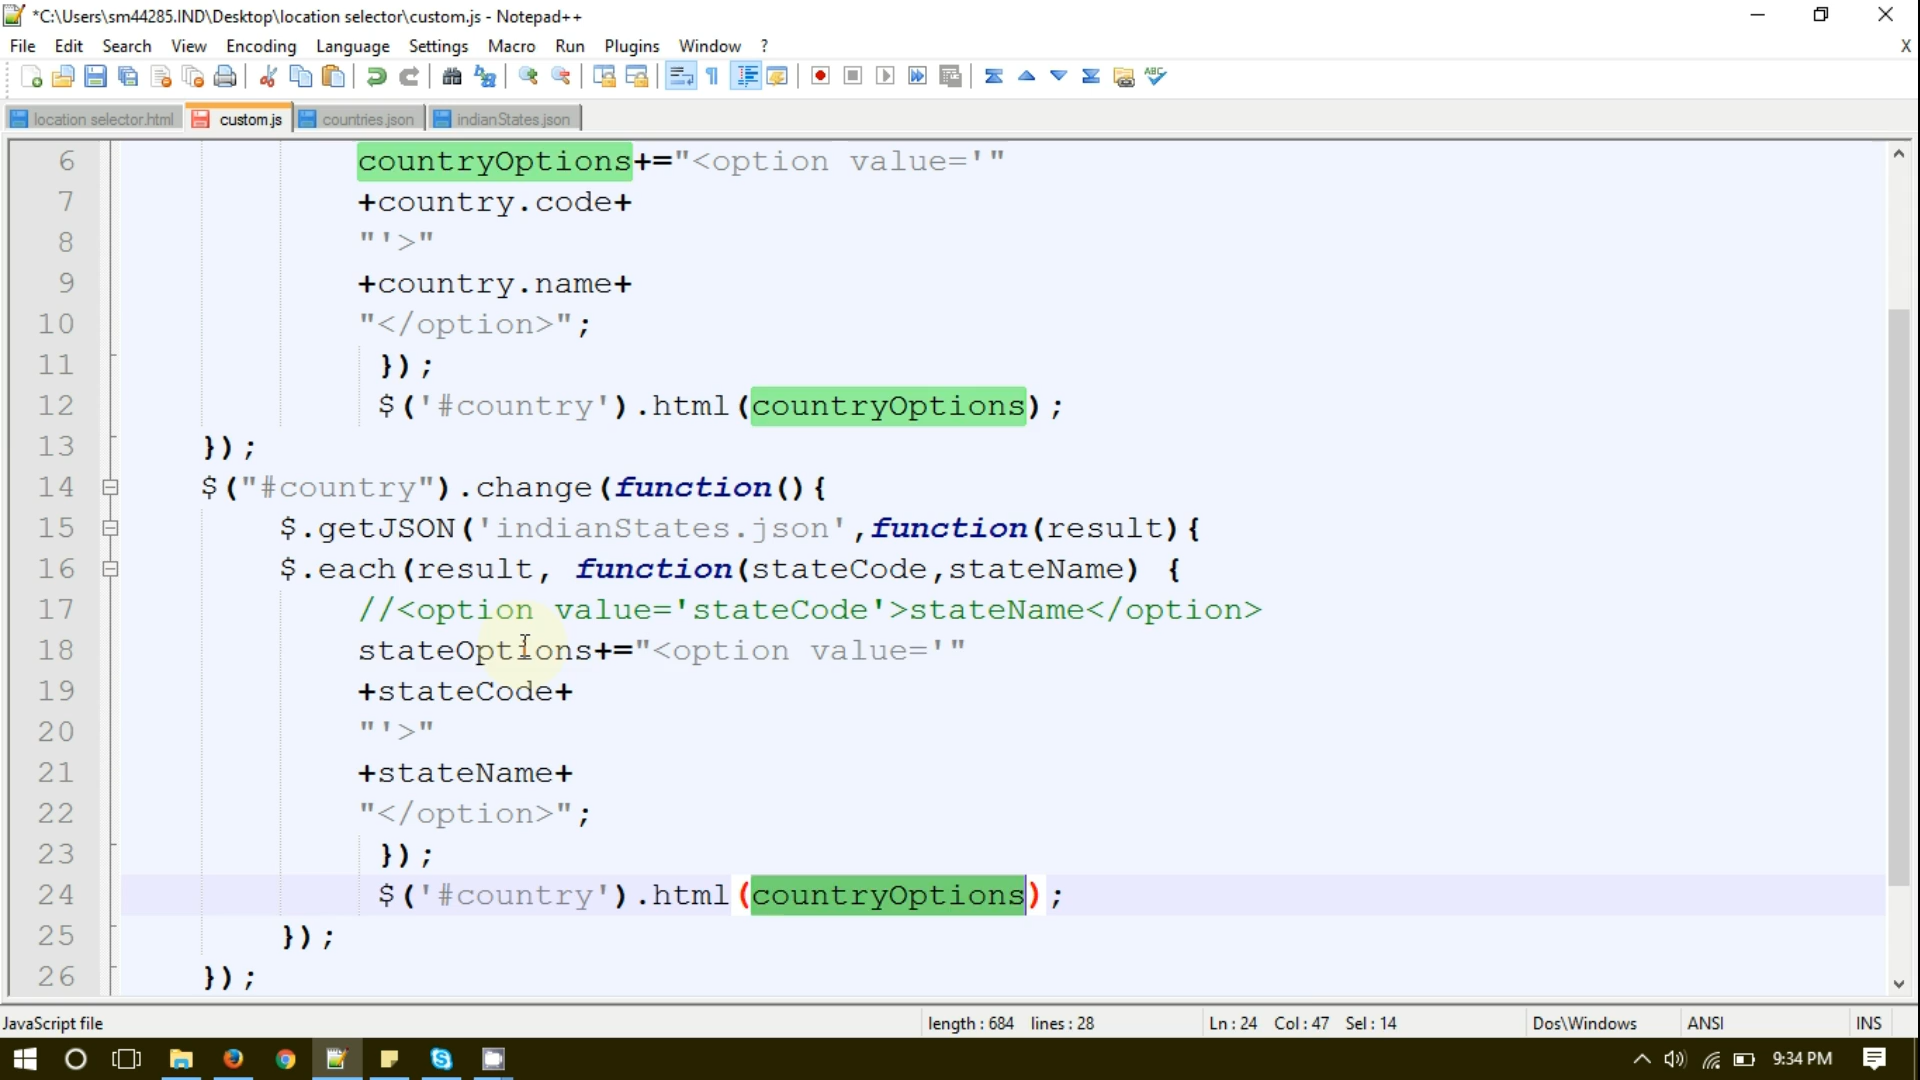 *C:\Users\sm44285.IND\Desktop\location selector\custom.js - Notepad++
File Edit Search View Encoding Language Settings Macro Run Plugins Window ? X
location selector.html custom.js countries.json indianStates.json
6 countryOptions+="<option value='"
7 +country.code+
8 "'>"
9 +country.name+
10 "</option>";
11 });
12 $('#country').html(countryOptions);
13 });
14 $("#country").change(function(){
15 $.getJSON('indianStates.json',function(result){
16 $.each(result, function(stateCode,stateName) {
17 //<option value='stateCode'>stateName</option>
18 stateOptions+="<option value='"
19 +stateCode+
20 "'>"
21 +stateName+
22 "</option>";
23 });
24 $('#country').html(countryOptions);
25 });
26 });
JavaScript file length : 684 lines : 28 Ln : 24 Col : 47 Sel : 14 Dos\Windows ANSI INS
9:34 PM